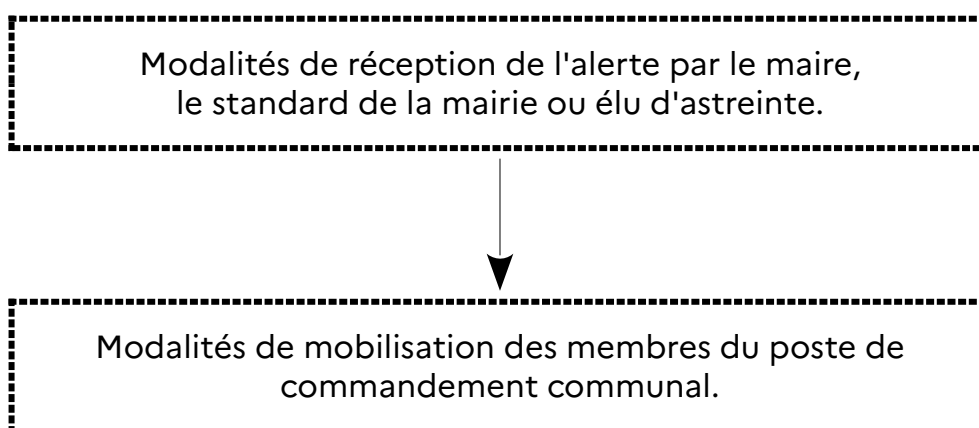 Modalités de réception de l'alerte par le maire,
le standard de la mairie ou élu d'astreinte.
Modalités de mobilisation des membres du poste de
commandement communal.